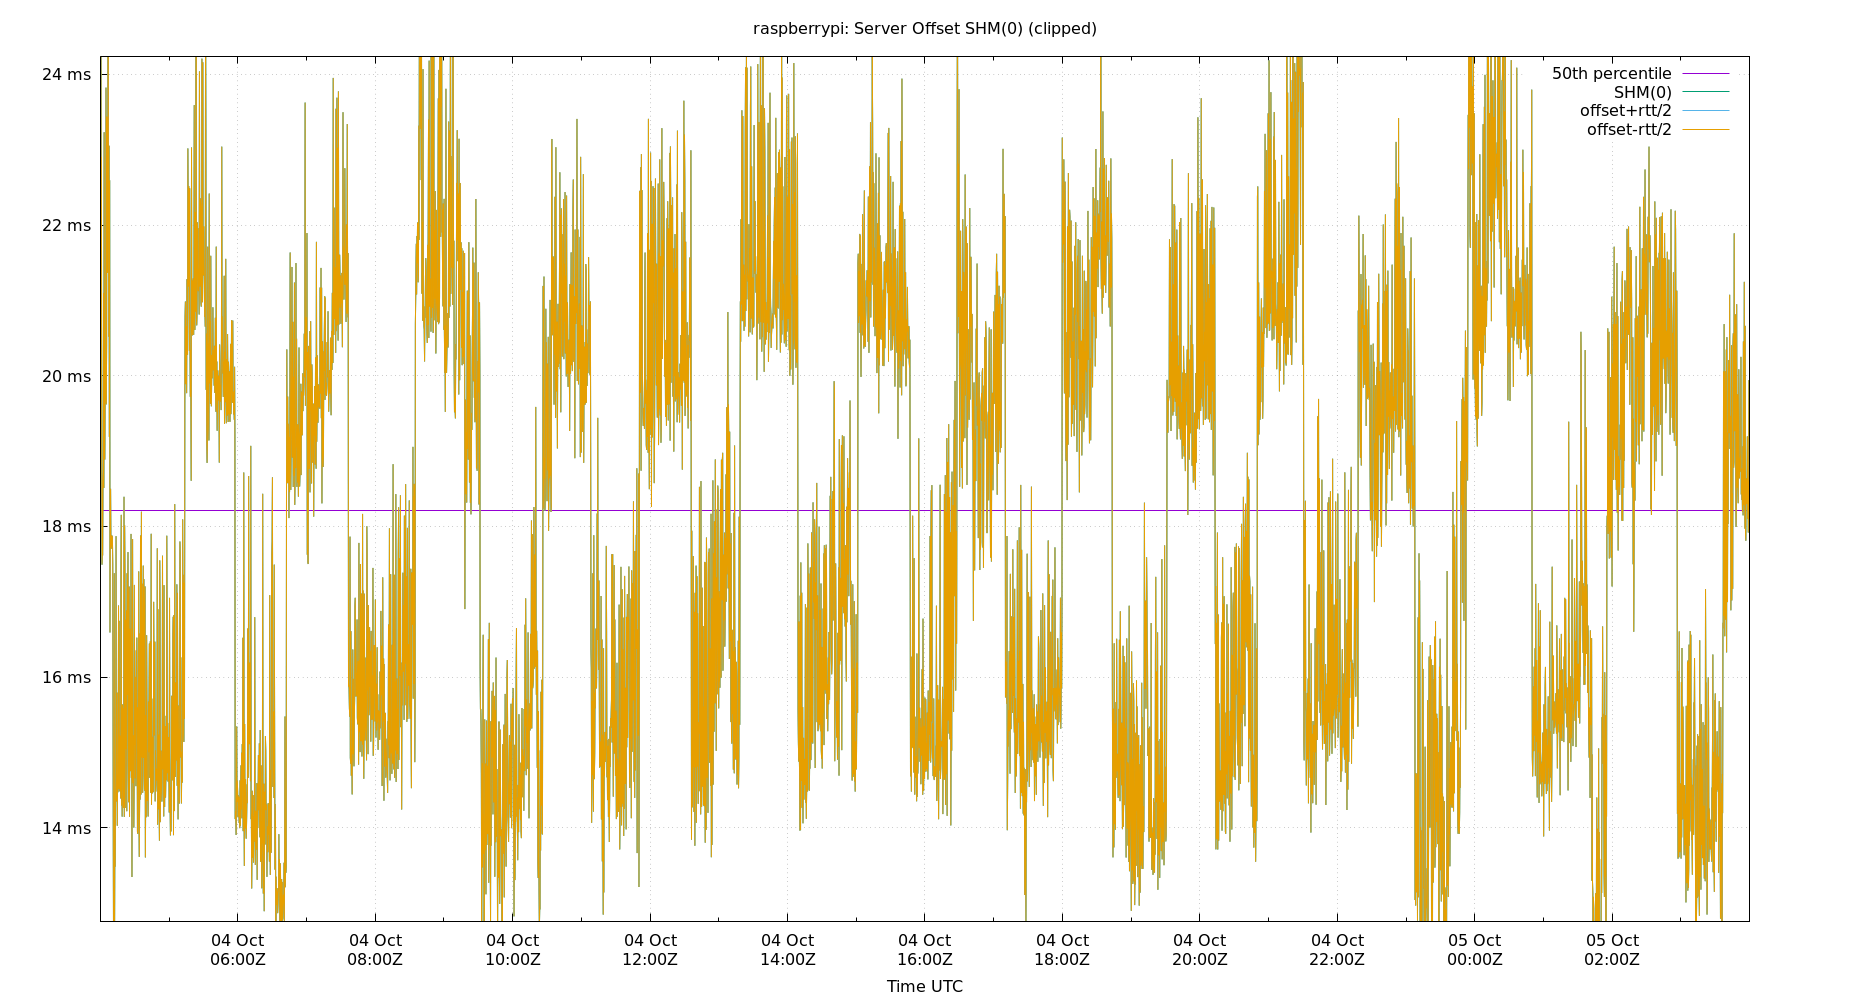 raspberrypi: Server Offset SHM(0) (clipped)
24 ms
22 ms
20 ms
18 ms
16 ms
14 ms
50th percentile
SHM(0)
offset+rtt/2
offset-rtt/2
04 Oct
06:00Z
04 Oct
08:00Z
04 Oct
10:00Z
04 Oct
12:00Z
04 Oct
14:00Z
04 Oct
16:00Z
04 Oct
18:00Z
04 Oct
20:00Z
04 Oct
22:00Z
05 Oct
00:00Z
05 Oct
02:00Z
Time UTC